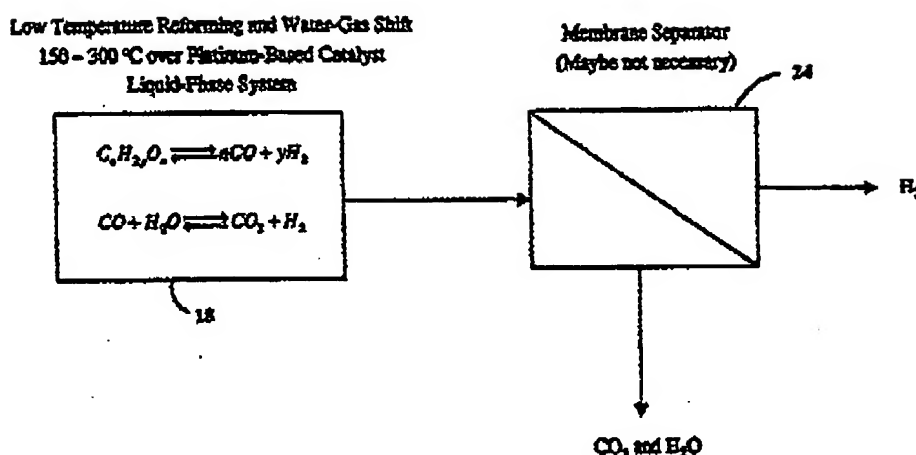 Low Temperature Reforming and Water-Gas Shift
150 – 300 °C over Platinum-Based Catalyst
Liquid-Phase System
CₙH₂ᵧOₙ ⇌ nCO + yH₂
CO + H₂O ⇌ CO₂ + H₂
18
Membrane Separator
(Maybe not necessary)
24
H₂
CO₂ and H₂O